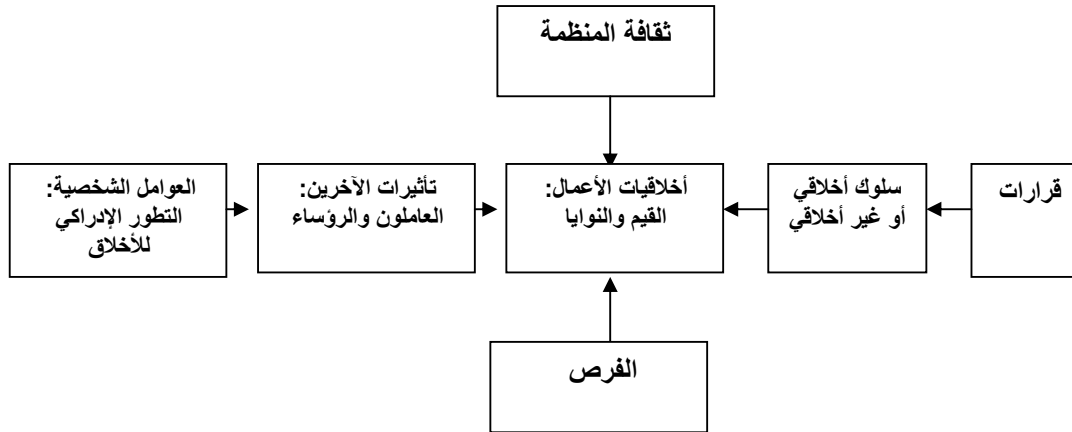 ثقافة المنظمة
قرارات
سلوك أخلاقي
أو غير أخلاقي
أخلاقيات الأعمال:
القيم والنوايا
تأثيرات الآخرين:
العاملون والرؤساء
العوامل الشخصية:
التطور الإدراكي
للأخلاق
الفرص